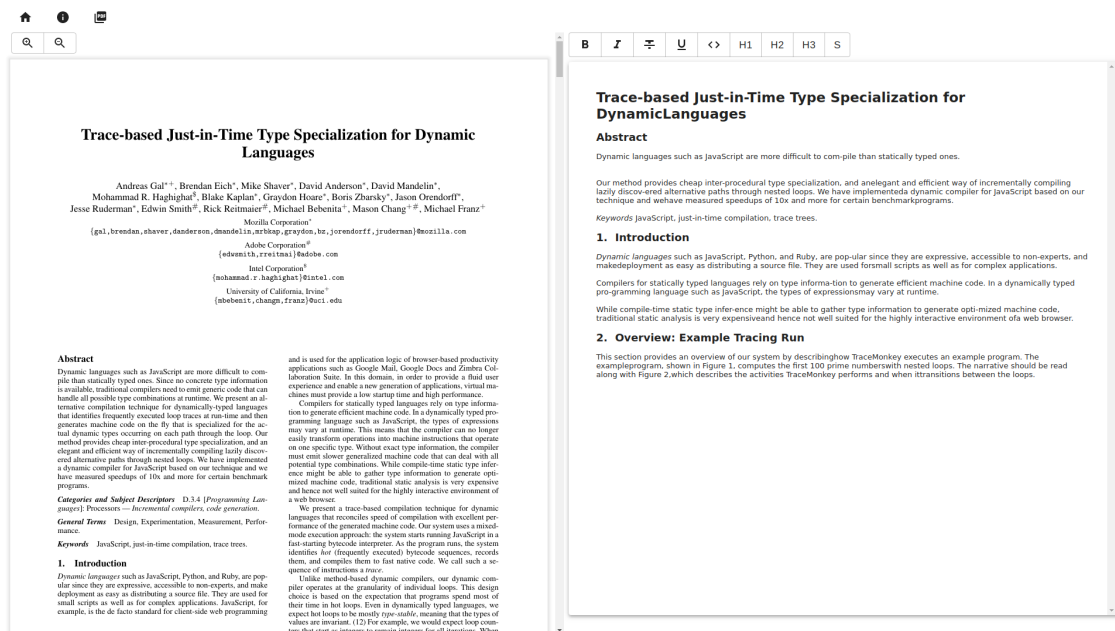 B I S U <> H1 H2 H3 S
Trace-based Just-in-Time Type Specialization for Dynamic
Languages
Andreas Gal*+, Brendan Eich*, Mike Shaver*, David Anderson*, David Mandelin*,
Mohammad R. Haghighat$, Blake Kaplan*, Graydon Hoare*, Boris Zbarsky*, Jason Orendorff*,
Jesse Ruderman*, Edwin Smith#, Rick Reitmaier#, Michael Bebenita+, Mason Chang+#, Michael Franz+
Mozilla Corporation*
{gal,brendan,shaver,danderson,dmandelin,mrbkap,graydon,bz,jorendorff,jruderman}@mozilla.com
Adobe Corporation#
{edwsmith,rreitmai}@adobe.com
Intel Corporation$
{mohammad.r.haghighat}@intel.com
University of California, Irvine+
{mbebenit,changm,franz}@uci.edu
Abstract
Dynamic languages such as JavaScript are more difficult to com-
pile than statically typed ones. Since no concrete type information
is available, traditional compilers need to emit generic code that can
handle all possible type combinations at runtime. We present an al-
ternative compilation technique for dynamically-typed languages
that identifies frequently executed loop traces at run-time and then
generates machine code on the fly that is specialized for the ac-
tual dynamic types occurring on each path through the loop. Our
method provides cheap inter-procedural type specialization, and an
elegant and efficient way of incrementally compiling lazily discov-
ered alternative paths through nested loops. We have implemented
a dynamic compiler for JavaScript based on our technique and we
have measured speedups of 10x and more for certain benchmark
programs.
Categories and Subject Descriptors D.3.4 [Programming Lan-
guages]: Processors — Incremental compilers, code generation.
General Terms Design, Experimentation, Measurement, Perfor-
mance.
Keywords JavaScript, just-in-time compilation, trace trees.
1. Introduction
Dynamic languages such as JavaScript, Python, and Ruby, are pop-
ular since they are expressive, accessible to non-experts, and make
deployment as easy as distributing a source file. They are used for
small scripts as well as for complex applications. JavaScript, for
example, is the de facto standard for client-side web programming
and is used for the application logic of browser-based productivity
applications such as Google Mail, Google Docs and Zimbra Col-
laboration Suite. In this domain, in order to provide a fluid user
experience and enable a new generation of applications, virtual ma-
chines must provide a low startup time and high performance.
Compilers for statically typed languages rely on type informa-
tion to generate efficient machine code. In a dynamically typed pro-
gramming language such as JavaScript, the types of expressions
may vary at runtime. This means that the compiler can no longer
easily transform operations into machine instructions that operate
on one specific type. Without exact type information, the compiler
must emit slower generalized machine code that can deal with all
potential type combinations. While compile-time static type infer-
ence might be able to gather type information to generate opti-
mized machine code, traditional static analysis is very expensive
and hence not well suited for the highly interactive environment of
a web browser.
We present a trace-based compilation technique for dynamic
languages that reconciles speed of compilation with excellent per-
formance of the generated machine code. Our system uses a mixed-
mode execution approach: the system starts running JavaScript in a
fast-starting bytecode interpreter. As the program runs, the system
identifies hot (frequently executed) bytecode sequences, records
them, and compiles them to fast native code. We call such a se-
quence of instructions a trace.
Unlike method-based dynamic compilers, our dynamic com-
piler operates at the granularity of individual loops. This design
choice is based on the expectation that programs spend most of
their time in hot loops. Even in dynamically typed languages, we
expect hot loops to be mostly type-stable, meaning that the types of
values are invariant. (12) For example, we would expect loop coun-
ters that start as integers to remain integers for all iterations. When
Trace-based Just-in-Time Type Specialization for
DynamicLanguages
Abstract
Dynamic languages such as JavaScript are more difficult to com-pile than statically typed ones.
Our method provides cheap inter-procedural type specialization, and anelegant and efficient way of incrementally compiling
lazily discov-ered alternative paths through nested loops. We have implementeda dynamic compiler for JavaScript based on our
technique and wehave measured speedups of 10x and more for certain benchmarkprograms.
Keywords JavaScript, just-in-time compilation, trace trees.
1. Introduction
Dynamic languages such as JavaScript, Python, and Ruby, are pop-ular since they are expressive, accessible to non-experts, and
makedeployment as easy as distributing a source file. They are used forsmall scripts as well as for complex applications.
Compilers for statically typed languages rely on type informa-tion to generate efficient machine code. In a dynamically typed
pro-gramming language such as JavaScript, the types of expressionsmay vary at runtime.
While compile-time static type infer-ence might be able to gather type information to generate opti-mized machine code,
traditional static analysis is very expensiveand hence not well suited for the highly interactive environment ofa web browser.
2. Overview: Example Tracing Run
This section provides an overview of our system by describinghow TraceMonkey executes an example program. The
exampleprogram, shown in Figure 1, computes the first 100 prime numberswith nested loops. The narrative should be read
along with Figure 2,which describes the activities TraceMonkey performs and when ittransitions between the loops.